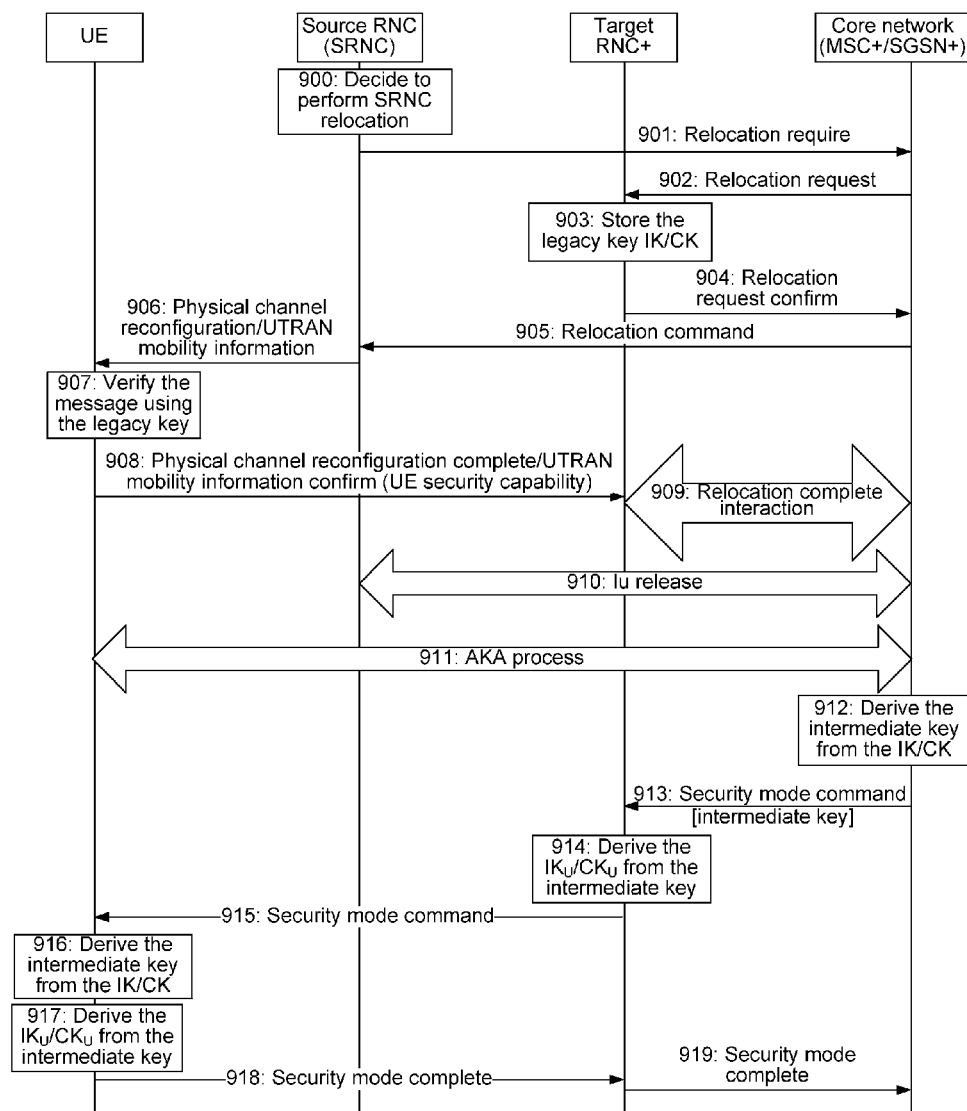 UE
Source RNC
(SRNC)
Target
RNC+
Core network
(MSC+/SGSN+)
900: Decide to
perform SRNC
relocation
901: Relocation require
902: Relocation request
903: Store the
legacy key IK/CK
904: Relocation
request confirm
905: Relocation command
906: Physical channel
reconfiguration/UTRAN
mobility information
907: Verify the
message using
the legacy key
908: Physical channel reconfiguration complete/UTRAN
mobility information confirm (UE security capability)
909: Relocation complete
interaction
910: Iu release
911: AKA process
912: Derive the
intermediate key
from the IK/CK
913: Security mode command
[intermediate key]
914: Derive the
IKU/CKU from the
intermediate key
915: Security mode command
916: Derive the
intermediate key
from the IK/CK
917: Derive the
IKU/CKU from the
intermediate key
918: Security mode complete
919: Security mode
complete